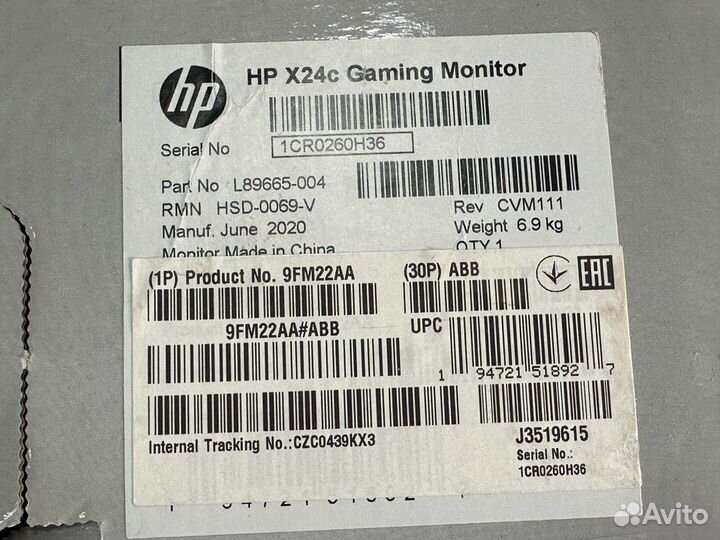 hp
HP X24c Gaming Monitor
Serial No 1CR0260H36
Part No L89665-004
RMN HSD-0069-V
Rev CVM111
Manuf. June 2020
Weight 6.9 kg
Monitor Made in China
QTY 1
(1P) Product No. 9FM22AA
(30P) ABB
EAC
9FM22AA#ABB
UPC
1 94721 51892 7
Internal Tracking No.:CZC0439KX3
J3519615
Serial No.:
1CR0260H36
Avito